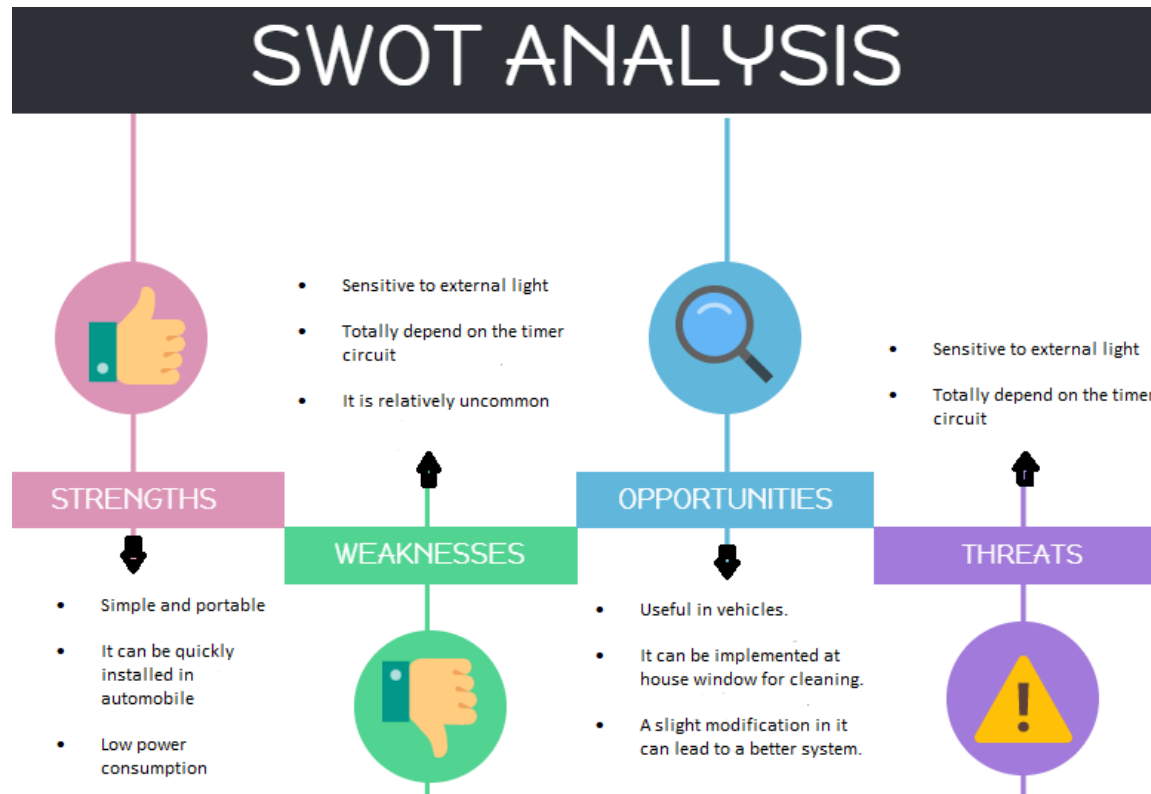 SWOT ANALYSIS
STRENGTHS
• Simple and portable
• It can be quickly
installed in
automobile
• Low power
consumption
• Sensitive to external light
• Totally depend on the timer
circuit
• It is relatively uncommon
WEAKNESSES
OPPORTUNITIES
• Useful in vehicles.
• It can be implemented at
house window for cleaning.
• A slight modification in it
can lead to a better system.
• Sensitive to external light
• Totally depend on the timer
circuit
THREATS